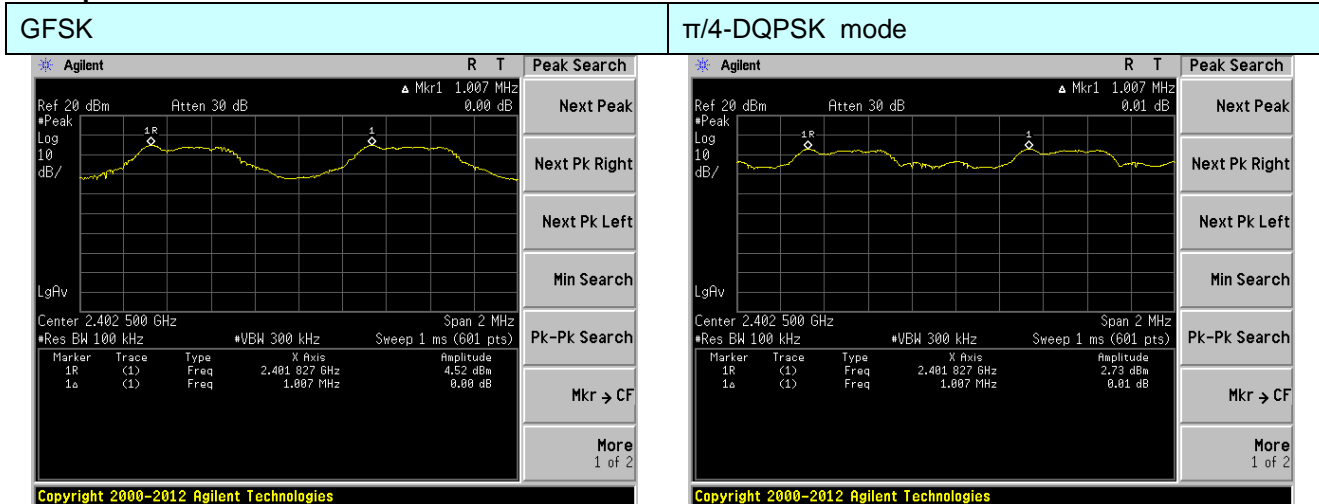 GFSK
π/4-DQPSK mode
Agilent
R T
Peak Search
Δ Mkr1 1.007 MHz
Ref 20 dBm
Atten 30 dB
0.00 dB
#Peak
Log
10
dB/
1R
1
LgAv
Center 2.402 500 GHz
Span 2 MHz
#Res BW 100 kHz
#VBW 300 kHz
Sweep 1 ms (601 pts)
Marker Trace Type X Axis Amplitude
1R (1) Freq 2.401 827 GHz 4.52 dBm
1Δ (1) Freq 1.007 MHz 0.00 dB
Next Peak
Next Pk Right
Next Pk Left
Min Search
Pk-Pk Search
Mkr → CF
More
1 of 2
Copyright 2000-2012 Agilent Technologies
Agilent
R T
Peak Search
Δ Mkr1 1.007 MHz
Ref 20 dBm
Atten 30 dB
0.01 dB
#Peak
Log
10
dB/
1R
1
LgAv
Center 2.402 500 GHz
Span 2 MHz
#Res BW 100 kHz
#VBW 300 kHz
Sweep 1 ms (601 pts)
Marker Trace Type X Axis Amplitude
1R (1) Freq 2.401 827 GHz 2.73 dBm
1Δ (1) Freq 1.007 MHz 0.01 dB
Next Peak
Next Pk Right
Next Pk Left
Min Search
Pk-Pk Search
Mkr → CF
More
1 of 2
Copyright 2000-2012 Agilent Technologies